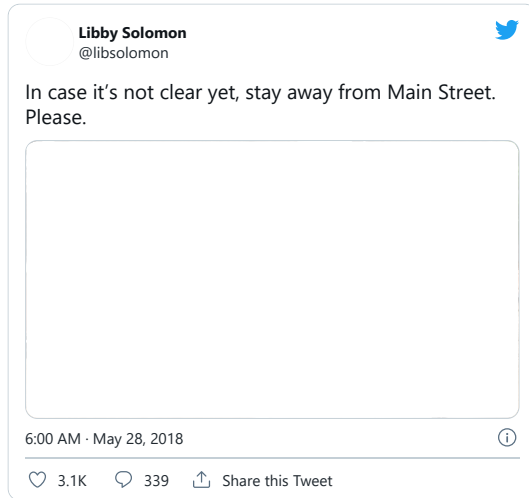 Libby Solomon
@libsolomon
In case it’s not clear yet, stay away from Main Street.
Please.
6:00 AM · May 28, 2018
3.1K 339 Share this Tweet